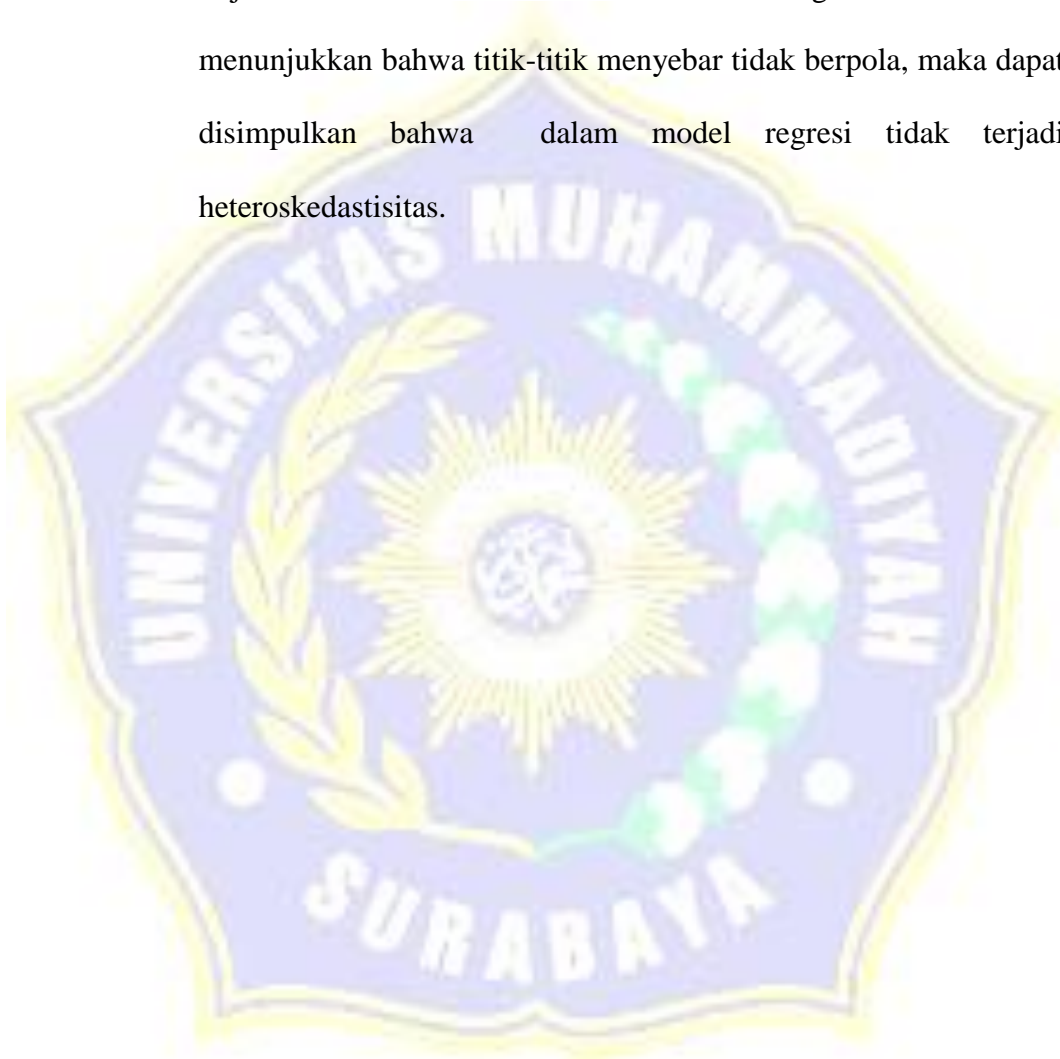 menunjukkan bahwa titik-titik menyebar tidak berpola, maka dapat
disimpulkan bahwa dalam model regresi tidak terjadi
heteroskedastisitas.
UNIVERSITAS MUHAMMADIYAH
SURABAYA